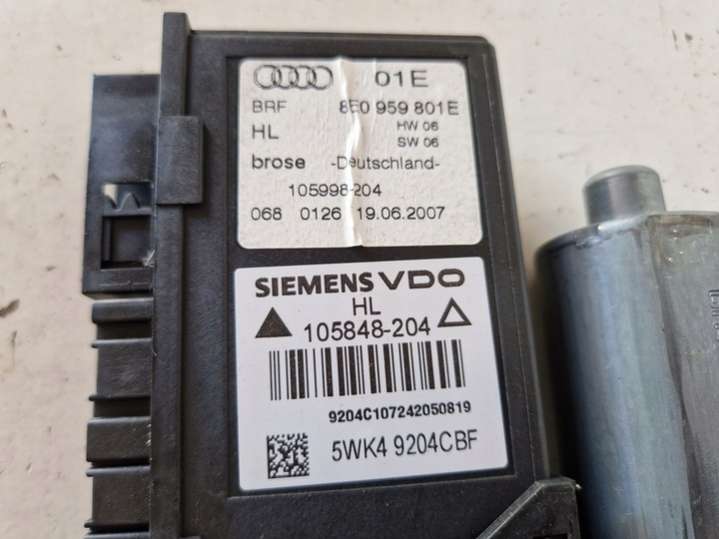 01E
BRF 8E0 959 801E
HL HW 06
SW 06
brose -Deutschland-
105998-204
068 0126 19.06.2007
SIEMENS VDO
HL
105848-204
9204C107242050819
5WK4 9204CBF